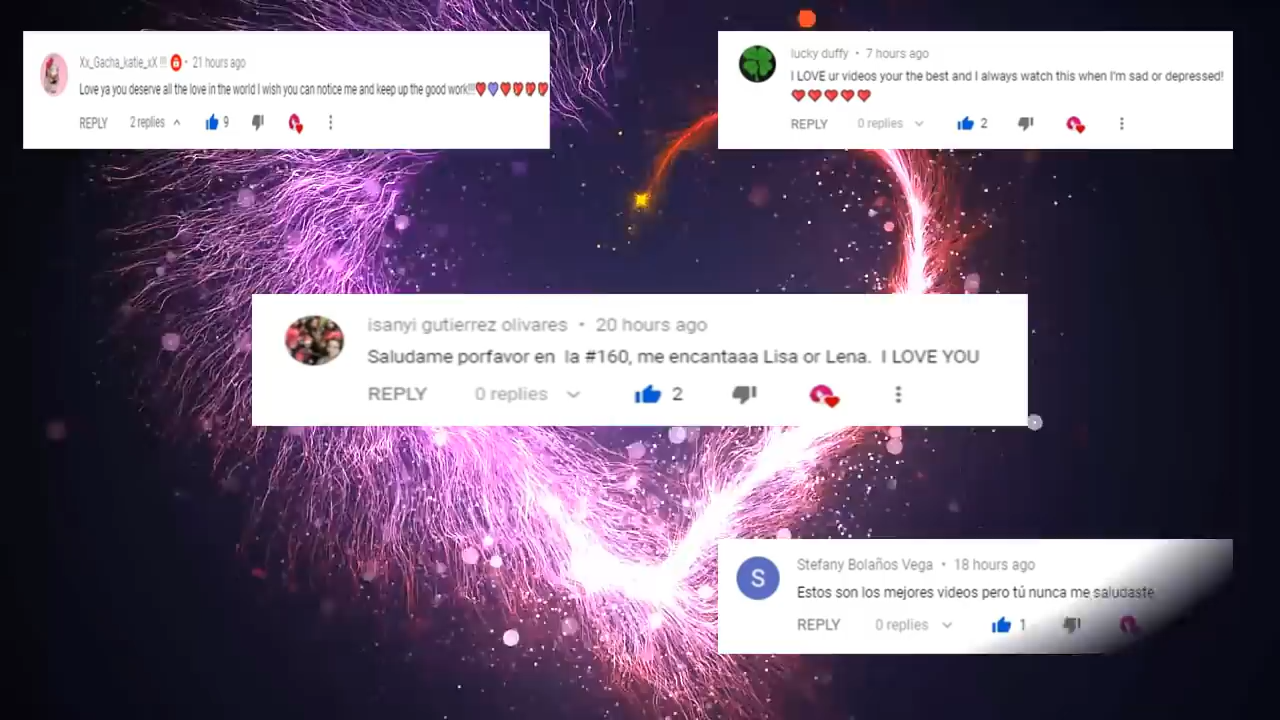 Xx_Gacha_katie_xX !!! • 21 hours ago
Love ya you deserve all the love in the world I wish you can notice me and keep up the good work!!!❤️💜❤️❤️❤️❤️
REPLY 2 replies 9
lucky duffy • 7 hours ago
I LOVE ur videos your the best and I always watch this when I'm sad or depressed!
❤️❤️❤️❤️❤️
REPLY 0 replies 2
isanyi gutierrez olivares • 20 hours ago
Saludame porfavor en la #160, me encantaaa Lisa or Lena. I LOVE YOU
REPLY 0 replies 2
S
Stefany Bolaños Vega • 18 hours ago
Estos son los mejores videos pero tú nunca me saludaste
REPLY 0 replies 1